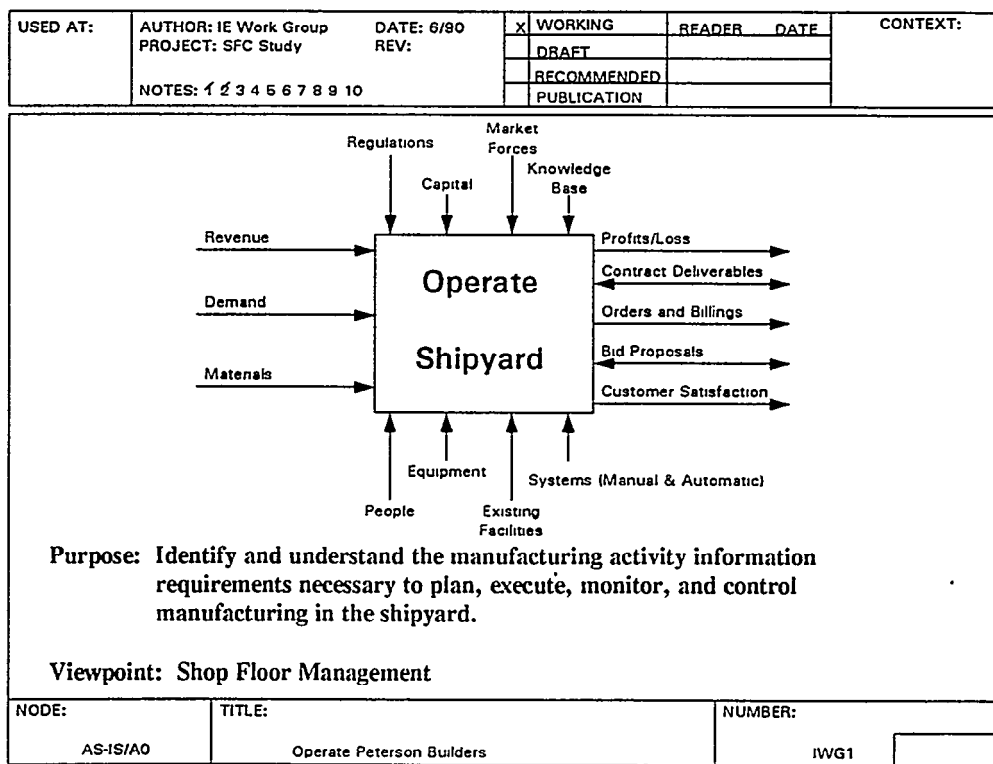 USED AT:
AUTHOR: IE Work Group
DATE: 6/90
PROJECT: SFC Study
REV:
NOTES: 1 2 3 4 5 6 7 8 9 10
X WORKING
DRAFT
RECOMMENDED
PUBLICATION
READER DATE
CONTEXT:
Regulations
Market
Forces
Capital
Knowledge
Base
Revenue
Demand
Materials
Operate
Shipyard
Profits/Loss
Contract Deliverables
Orders and Billings
Bid Proposals
Customer Satisfaction
Equipment
Systems (Manual & Automatic)
People
Existing
Facilities
Purpose: Identify and understand the manufacturing activity information
requirements necessary to plan, execute, monitor, and control
manufacturing in the shipyard.
Viewpoint: Shop Floor Management
NODE:
AS-IS/A0
TITLE:
Operate Peterson Builders
NUMBER:
IWG1